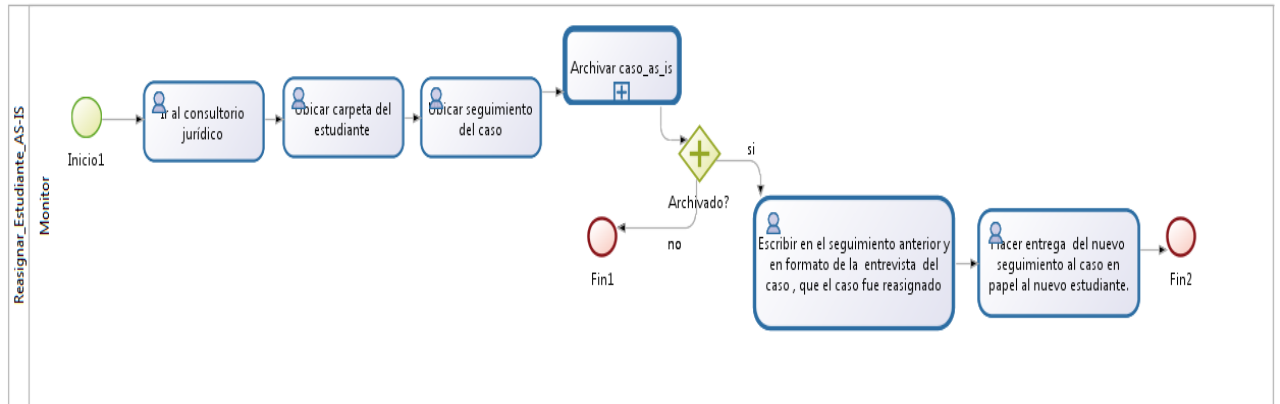 Reasignar_Estudiante_AS-IS
Monitor
Inicio1
Ir al consultorio
jurídico
Ubicar carpeta del
estudiante
Ubicar seguimiento
del caso
Archivar caso_as_is
Archivado?
si
no
Fin1
Escribir en el seguimiento anterior y
en formato de la entrevista del
caso , que el caso fue reasignado
Hacer entrega del nuevo
seguimiento al caso en
papel al nuevo estudiante.
Fin2